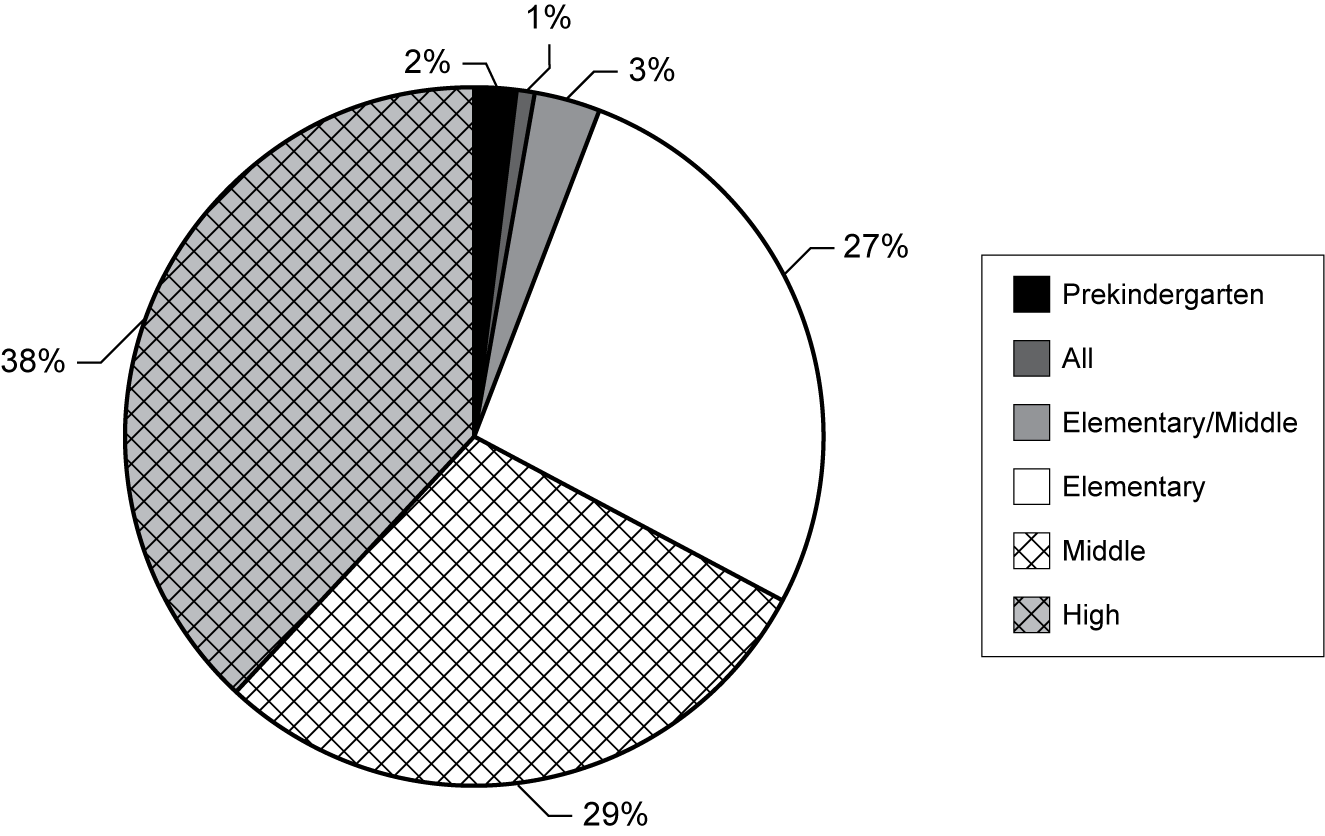 1%
2%
3%
27%
38%
29%
Prekindergarten
All
Elementary/Middle
Elementary
Middle
High